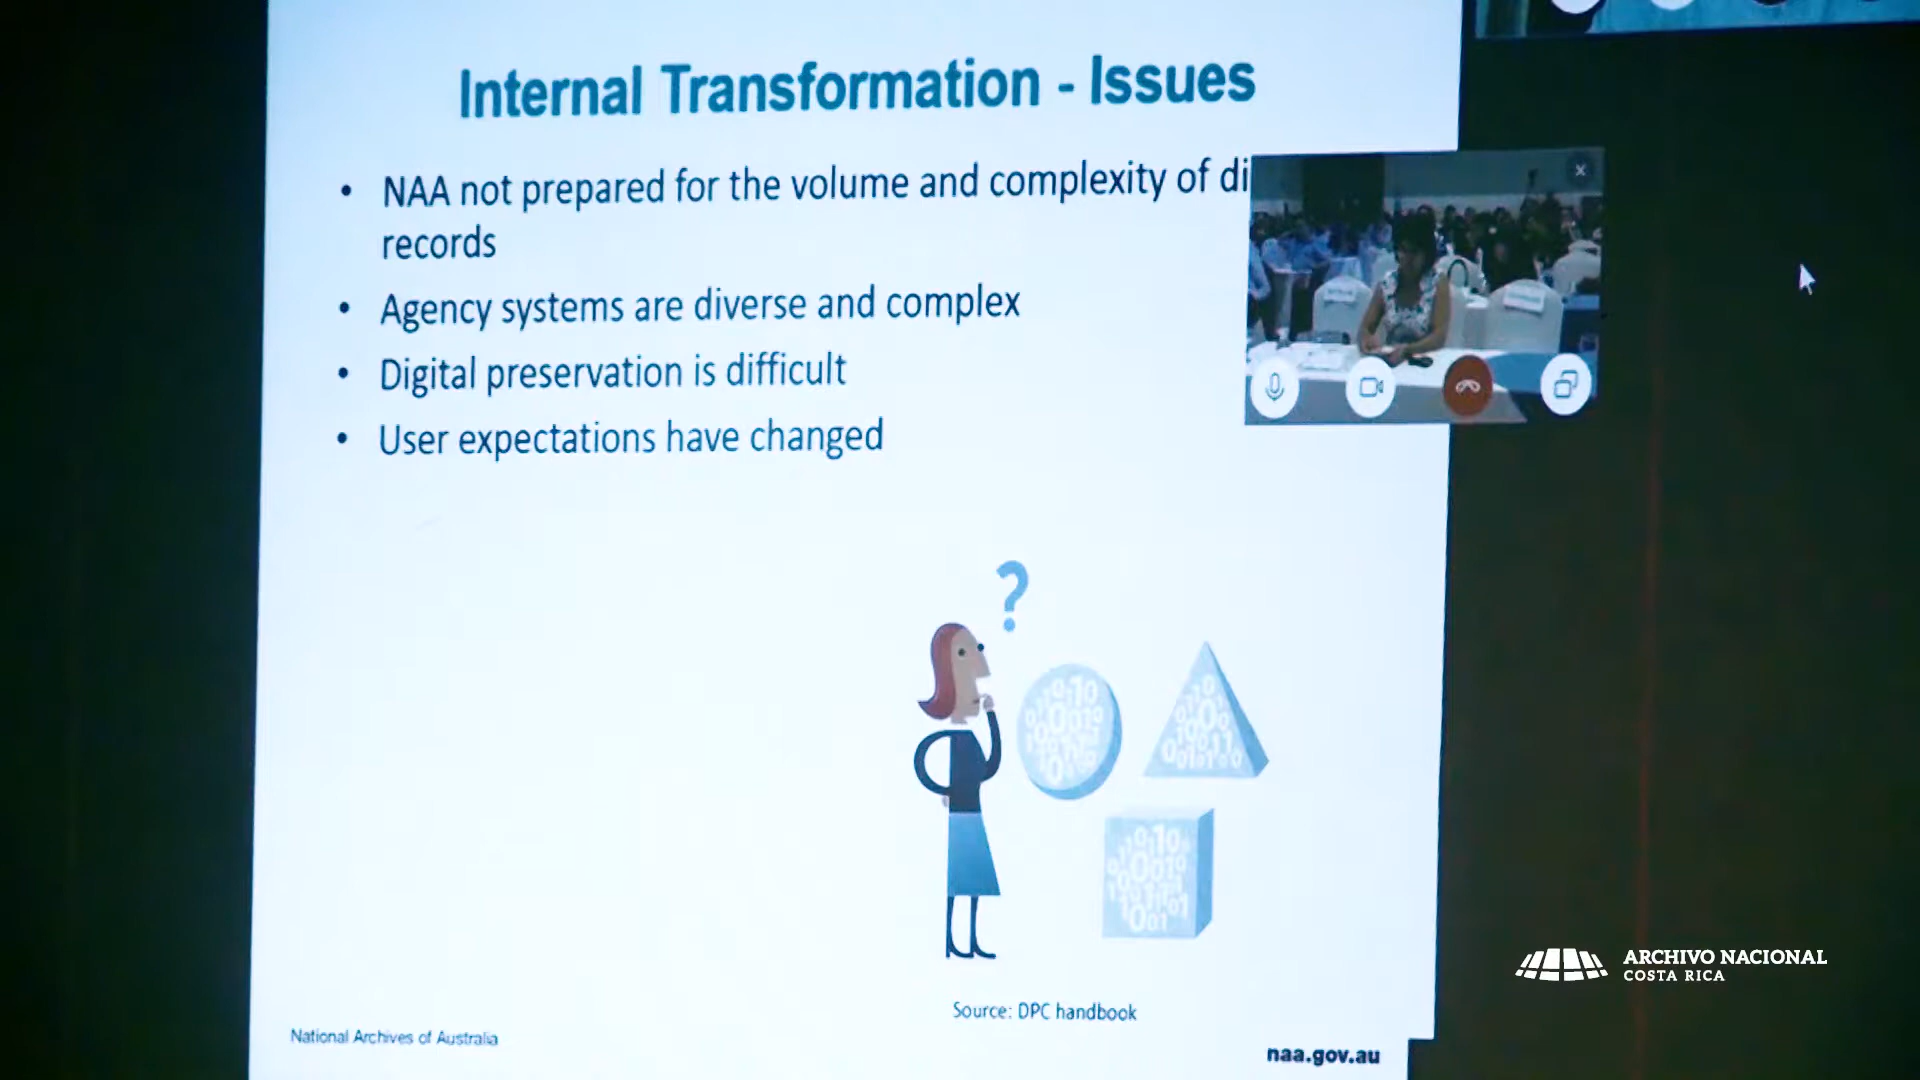 Internal Transformation - Issues
• NAA not prepared for the volume and complexity of di
records
• Agency systems are diverse and complex
• Digital preservation is difficult
• User expectations have changed
?
Source: DPC handbook
National Archives of Australia
naa.gov.au
ARCHIVO NACIONAL
COSTA RICA